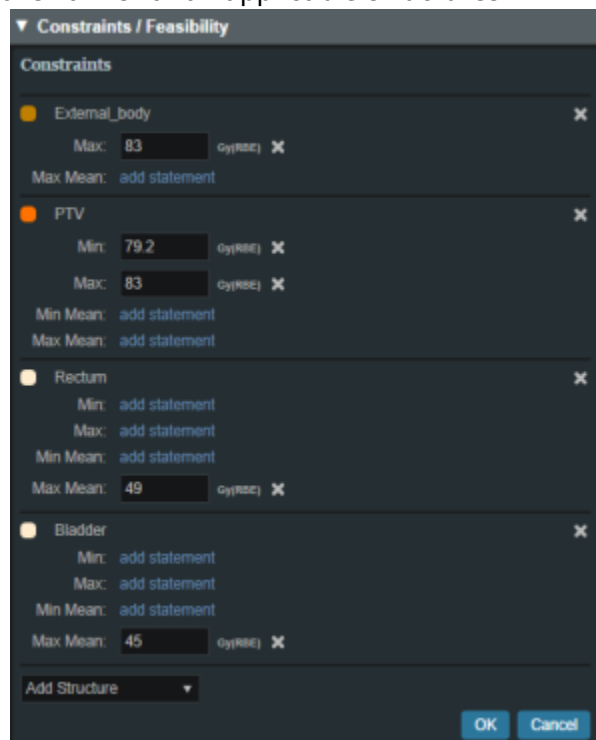 ▼ Constraints / Feasibility
Constraints
External_body
Max: 83 Gy(RBE)
Max Mean: add statement
PTV
Min: 79.2 Gy(RBE)
Max: 83 Gy(RBE)
Min Mean: add statement
Max Mean: add statement
Rectum
Min: add statement
Max: add statement
Min Mean: add statement
Max Mean: 49 Gy(RBE)
Bladder
Min: add statement
Max: add statement
Min Mean: add statement
Max Mean: 45 Gy(RBE)
Add Structure
OK Cancel